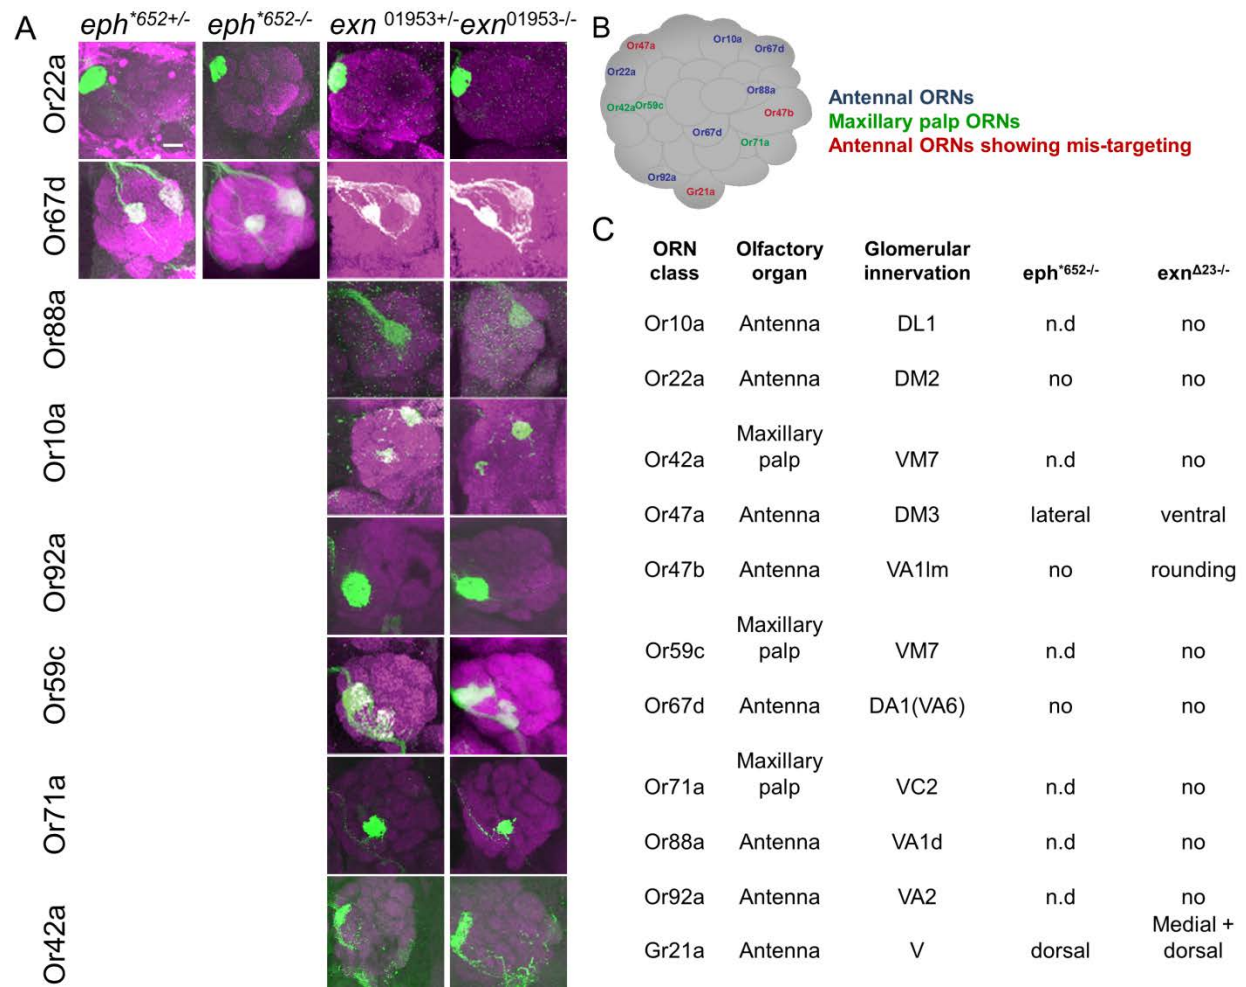 A
eph*652+/- eph*652-/- exn 01953+/- exn01953-/-
Or22a
Or67d
Or88a
Or10a
Or92a
Or59c
Or71a
Or42a
B
Or47a
Or10a
Or67d
Or22a
Or88a
Or42a Or59c
Or47b
Or67d
Or71a
Or92a
Gr21a
Antennal ORNs
Maxillary palp ORNs
Antennal ORNs showing mis-targeting
C
ORN class Olfactory organ Glomerular innervation eph*652-/- exnΔ23-/-
Or10a Antenna DL1 n.d no
Or22a Antenna DM2 no no
Or42a Maxillary palp VM7 n.d no
Or47a Antenna DM3 lateral ventral
Or47b Antenna VA1lm no rounding
Or59c Maxillary palp VM7 n.d no
Or67d Antenna DA1(VA6) no no
Or71a Maxillary palp VC2 n.d no
Or88a Antenna VA1d n.d no
Or92a Antenna VA2 n.d no
Gr21a Antenna V dorsal Medial + dorsal